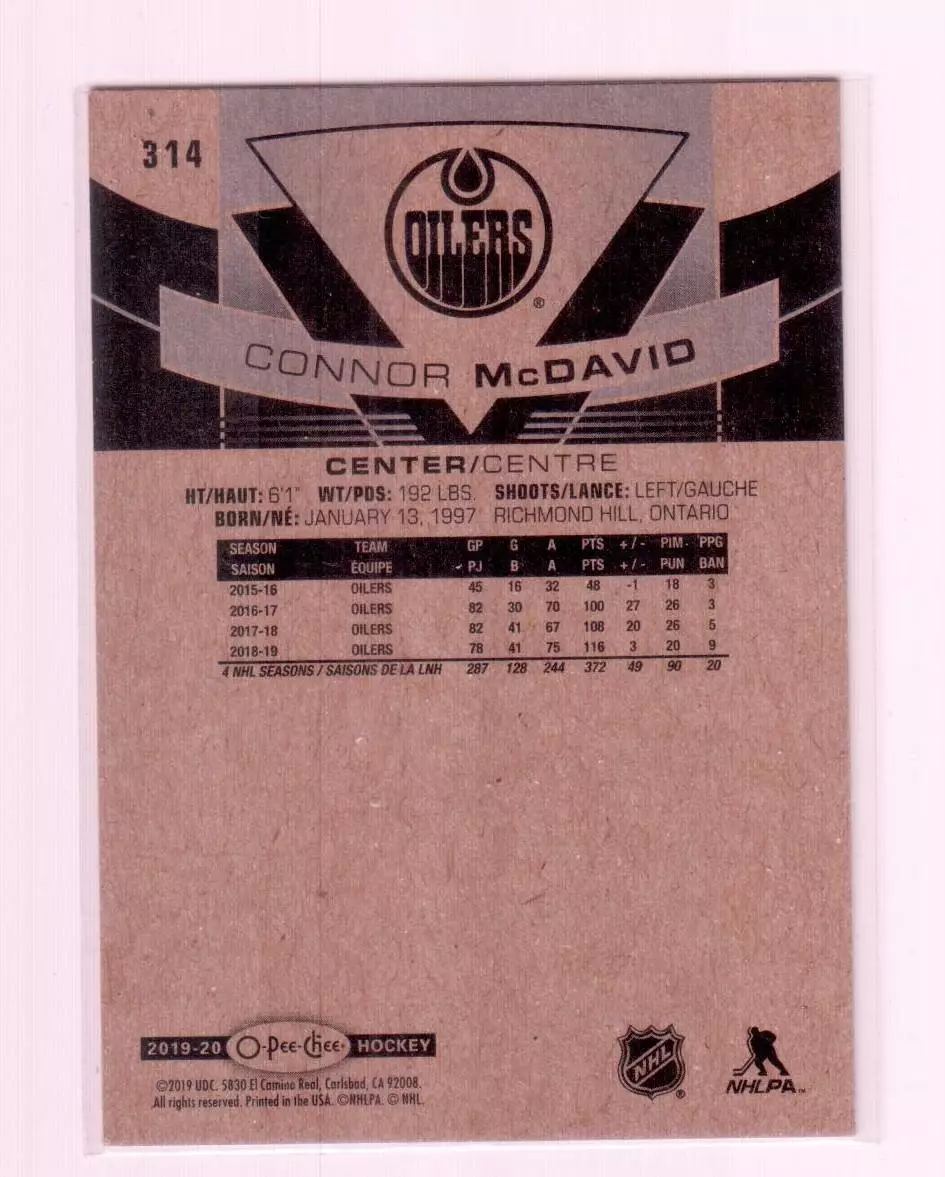 314
OILERS
®
CONNOR McDAVID
CENTER/CENTRE
HT/HAUT: 6'1" WT/PDS: 192 LBS. SHOOTS/LANCE: LEFT/GAUCHE
BORN/NÉ: JANUARY 13, 1997 RICHMOND HILL, ONTARIO
SEASON TEAM GP G A PTS +/- PIM PPG
SAISON ÉQUIPE PJ B A PTS +/- PUN BAN
2015-16 OILERS 45 16 32 48 -1 18 3
2016-17 OILERS 82 30 70 100 27 26 3
2017-18 OILERS 82 41 67 108 20 26 5
2018-19 OILERS 78 41 75 116 3 20 9
4 NHL SEASONS / SAISONS DE LA LNH 287 128 244 372 49 90 20
2019-20 O-Pee-Chee HOCKEY
©2019 UDC. 5830 El Camino Real, Carlsbad, CA 92008.
All rights reserved. Printed in the USA. ©NHLPA. © NHL.
NHL ®
NHLPA™